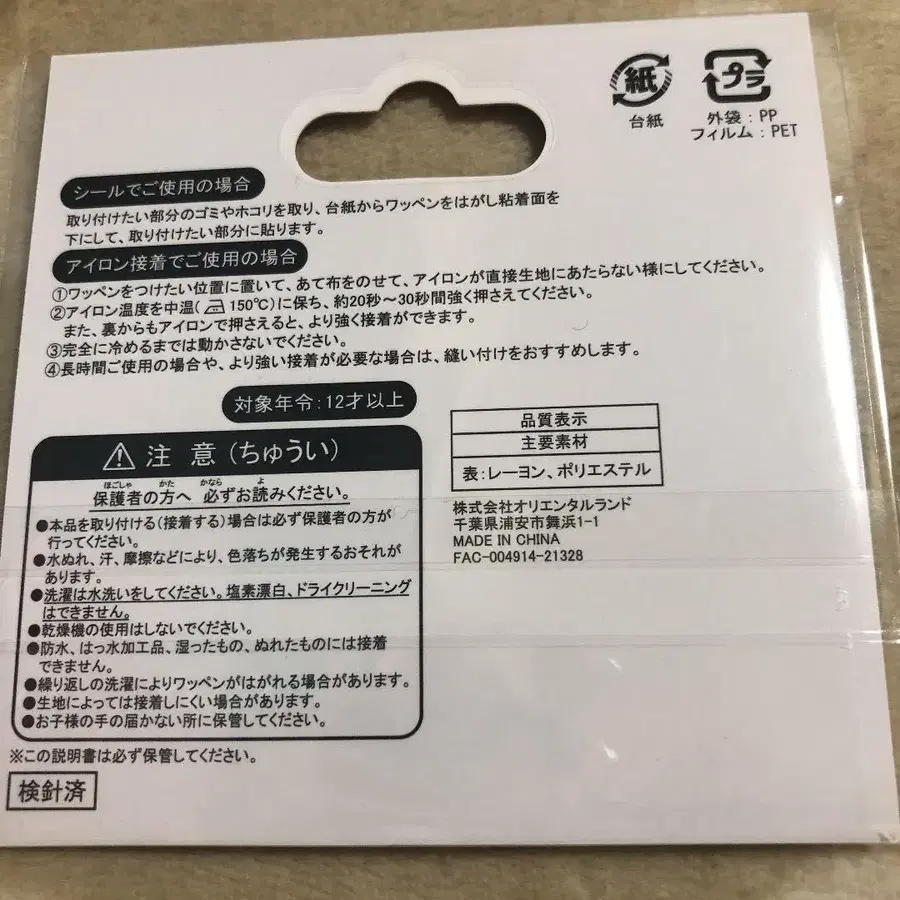 紙
台紙
プラ
外袋：PP
フィルム：PET
シールでご使用の場合
取り付けたい部分のゴミやホコリを取り、台紙からワッペンをはがし粘着面を
下にして、取り付けたい部分に貼ります。
アイロン接着でご使用の場合
①ワッペンをつけたい位置に置いて、あて布をのせて、アイロンが直接生地にあたらない様にしてください。
②アイロン温度を中温(150℃)に保ち、約20秒～30秒間強く押さえてください。
また、裏からもアイロンで押さえると、より強く接着ができます。
③完全に冷めるまでは動かさないでください。
④長時間ご使用の場合や、より強い接着が必要な場合は、縫い付けをおすすめします。
対象年令：12才以上
注意(ちゅうい)
ほごしゃ かた かなら よ
保護者の方へ 必ずお読みください。
●本品を取り付ける(接着する)場合は必ず保護者の方が
行ってください。
●水ぬれ、汗、摩擦などにより、色落ちが発生するおそれが
あります。
●洗濯は水洗いをしてください。塩素漂白、ドライクリーニング
はできません。
●乾燥機の使用はしないでください。
●防水、はっ水加工品、湿ったもの、ぬれたものには接着
できません。
●繰り返しの洗濯によりワッペンがはがれる場合があります。
●生地によっては接着しにくい場合があります。
●お子様の手の届かない所に保管してください。
※この説明書は必ず保管してください。
検針済
品質表示
主要素材
表：レーヨン、ポリエステル
株式会社オリエンタルランド
千葉県浦安市舞浜1-1
MADE IN CHINA
FAC-004914-21328